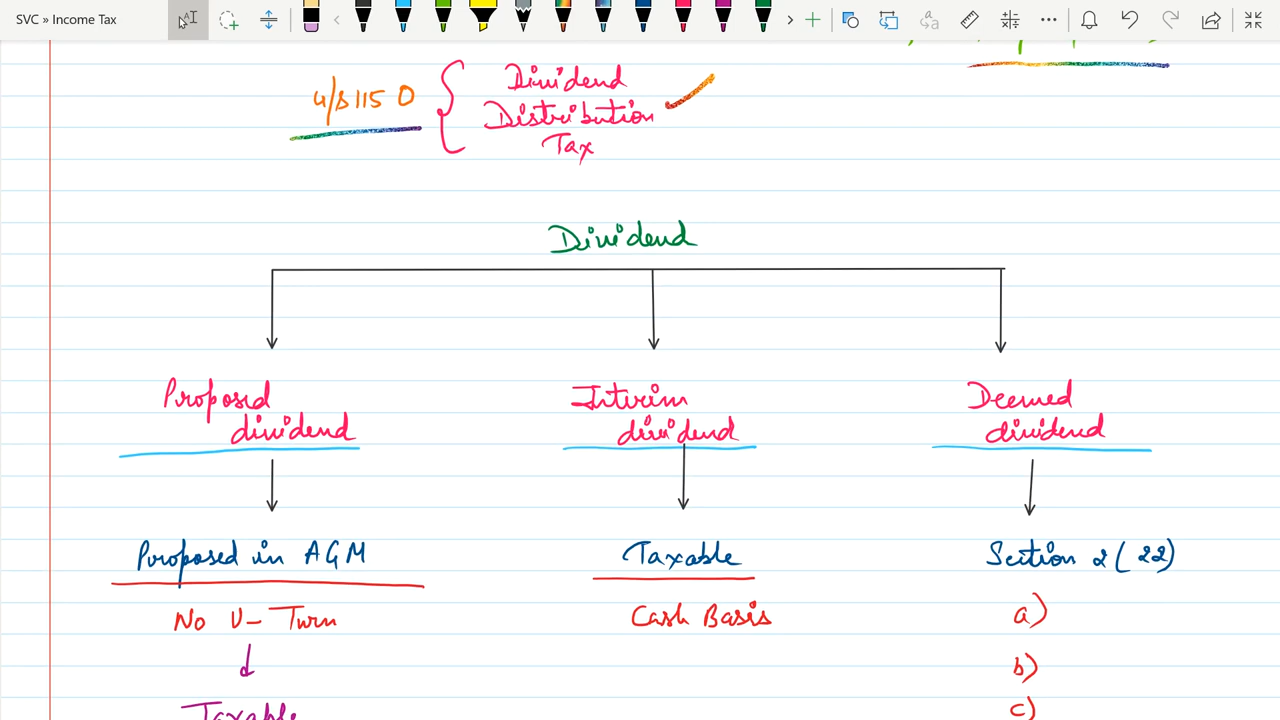 SVC » Income Tax
u/s 115 O
Dividend
Distribution
Tax
Dividend
Proposed
dividend
Interim
dividend
Deemed
dividend
Proposed in AGM
Taxable
Section 2(22)
No U-Turn
Cash Basis
a)
b)
Taxable
c)